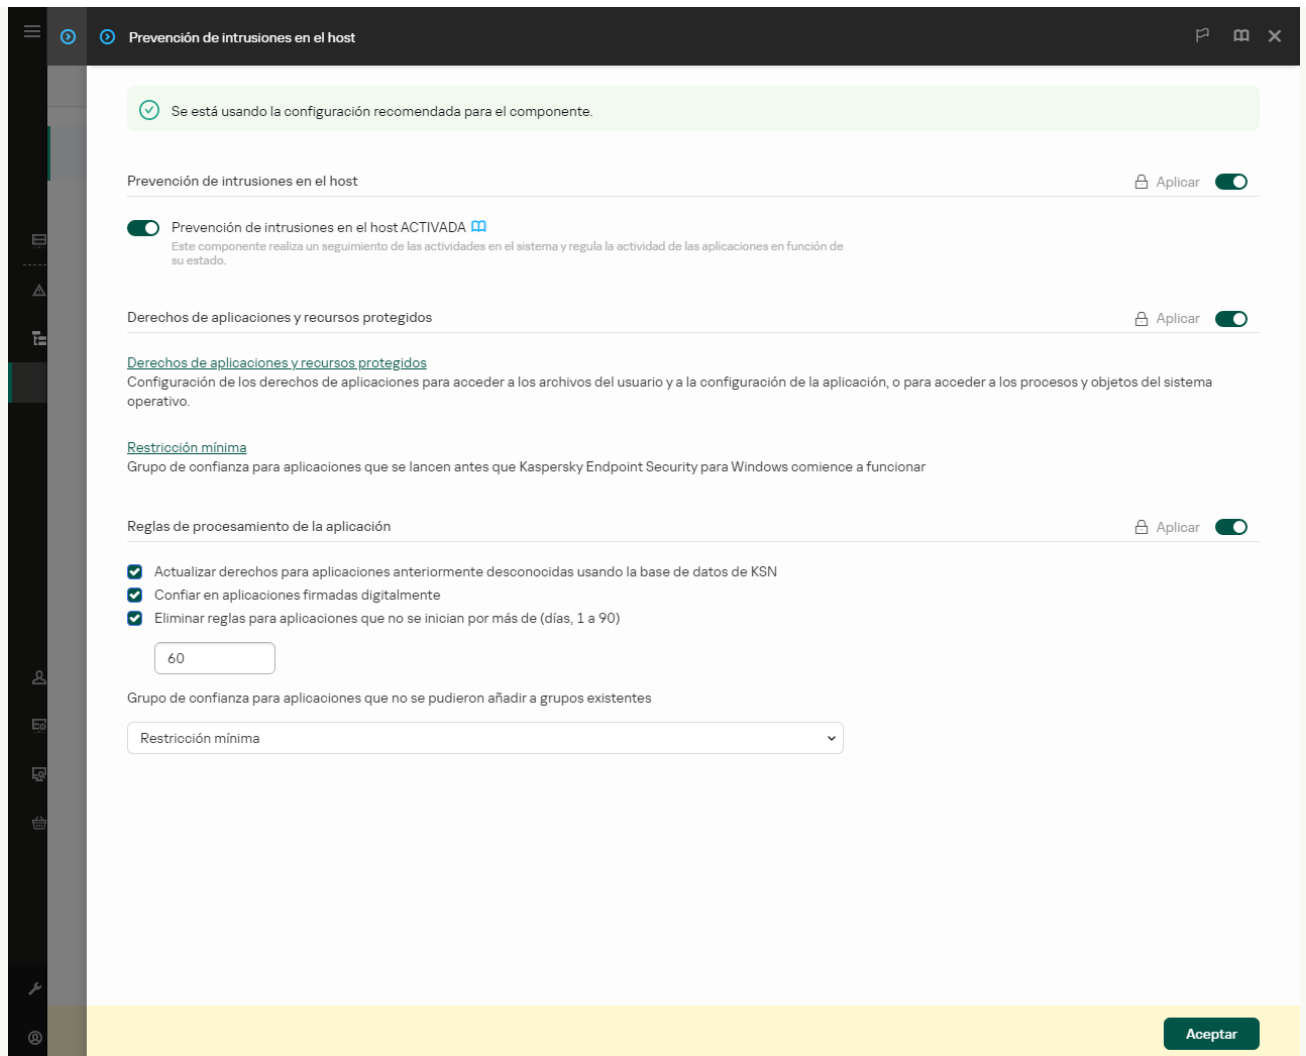 Prevención de intrusiones en el host
Se está usando la configuración recomendada para el componente.
Prevención de intrusiones en el host
Aplicar
Prevención de intrusiones en el host ACTIVADA
Este componente realiza un seguimiento de las actividades en el sistema y regula la actividad de las aplicaciones en función de
su estado.
Derechos de aplicaciones y recursos protegidos
Aplicar
Derechos de aplicaciones y recursos protegidos
Configuración de los derechos de aplicaciones para acceder a los archivos del usuario y a la configuración de la aplicación, o para acceder a los procesos y objetos del sistema
operativo.
Restricción mínima
Grupo de confianza para aplicaciones que se lancen antes que Kaspersky Endpoint Security para Windows comience a funcionar
Reglas de procesamiento de la aplicación
Aplicar
Actualizar derechos para aplicaciones anteriormente desconocidas usando la base de datos de KSN
Confiar en aplicaciones firmadas digitalmente
Eliminar reglas para aplicaciones que no se inician por más de (días, 1 a 90)
60
Grupo de confianza para aplicaciones que no se pudieron añadir a grupos existentes
Restricción mínima
Aceptar